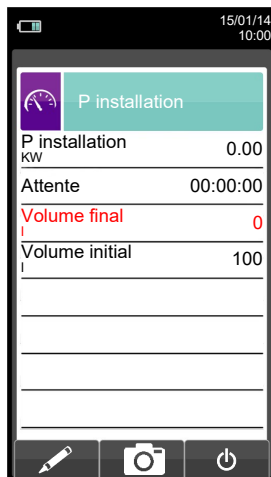 15/01/14
10:00
P installation
P installation 0.00
KW
Attente 00:00:00
Volume final 0
l
Volume initial 100
l